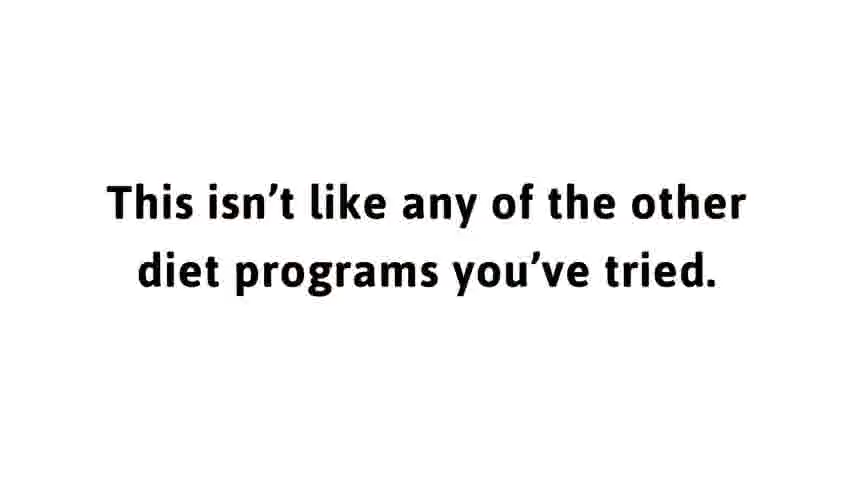 This isn’t like any of the other
diet programs you’ve tried.